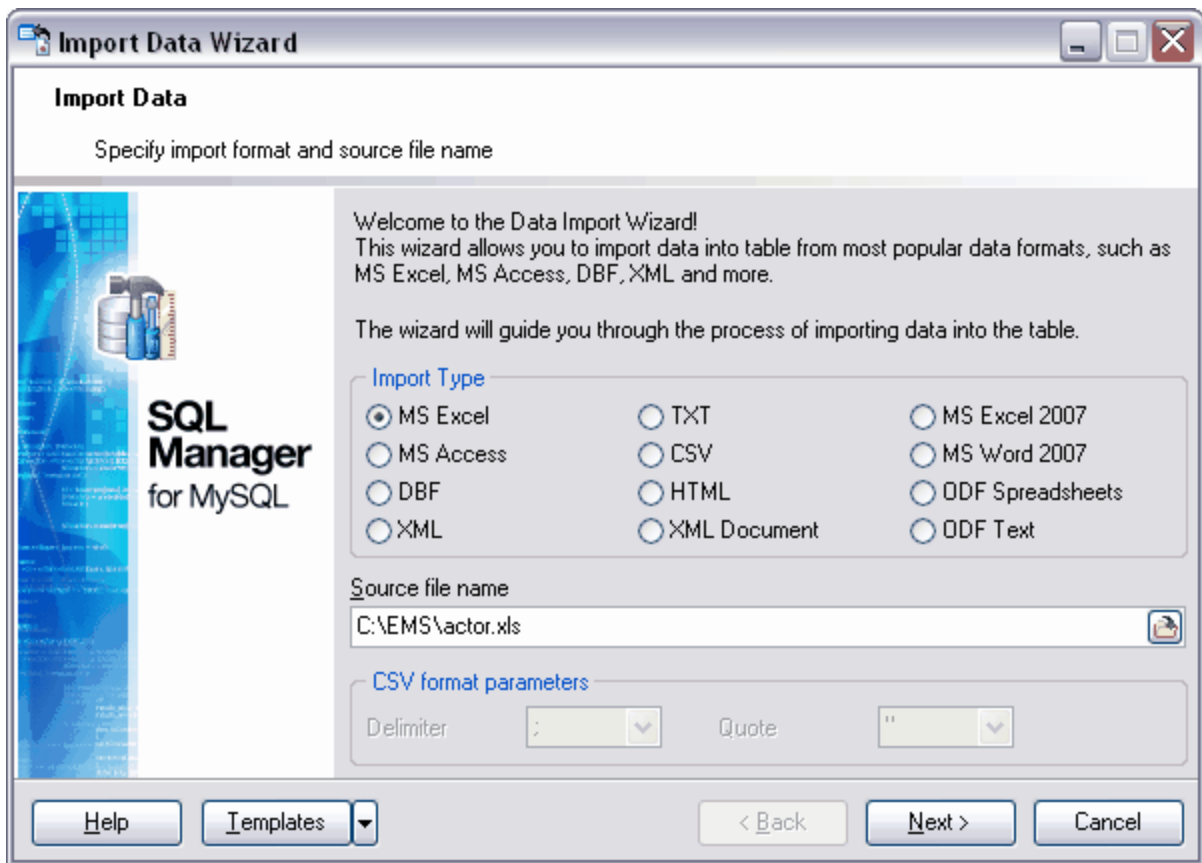 Import Data Wizard
Import Data
Specify import format and source file name
Welcome to the Data Import Wizard!
This wizard allows you to import data into table from most popular data formats, such as
MS Excel, MS Access, DBF, XML and more.
The wizard will guide you through the process of importing data into the table.
SQL
Manager
for MySQL
Import Type
MS Excel TXT MS Excel 2007
MS Access CSV MS Word 2007
DBF HTML ODF Spreadsheets
XML XML Document ODF Text
Source file name
C:\EMS\actor.xls
CSV format parameters
Delimiter ; Quote "
Help Templates < Back Next > Cancel